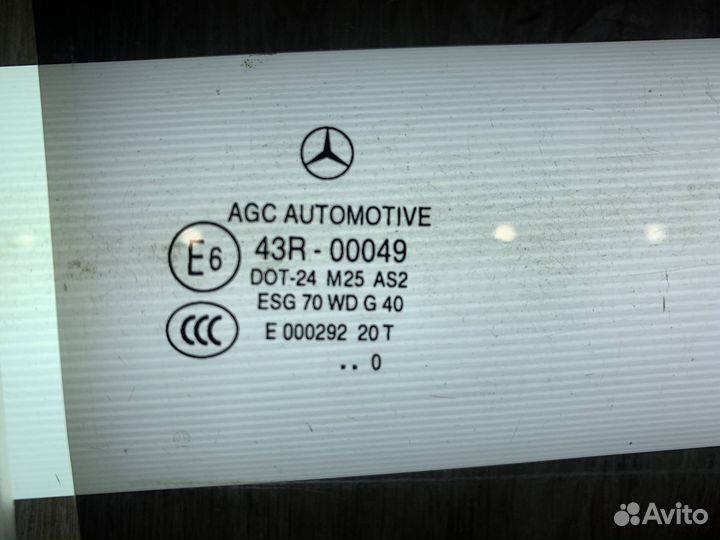 AGC AUTOMOTIVE
E6
43R - 00049
DOT-24 M25 AS2
ESG 70 WD G 40
CCC
E 000292 20 T
.. 0
Avito